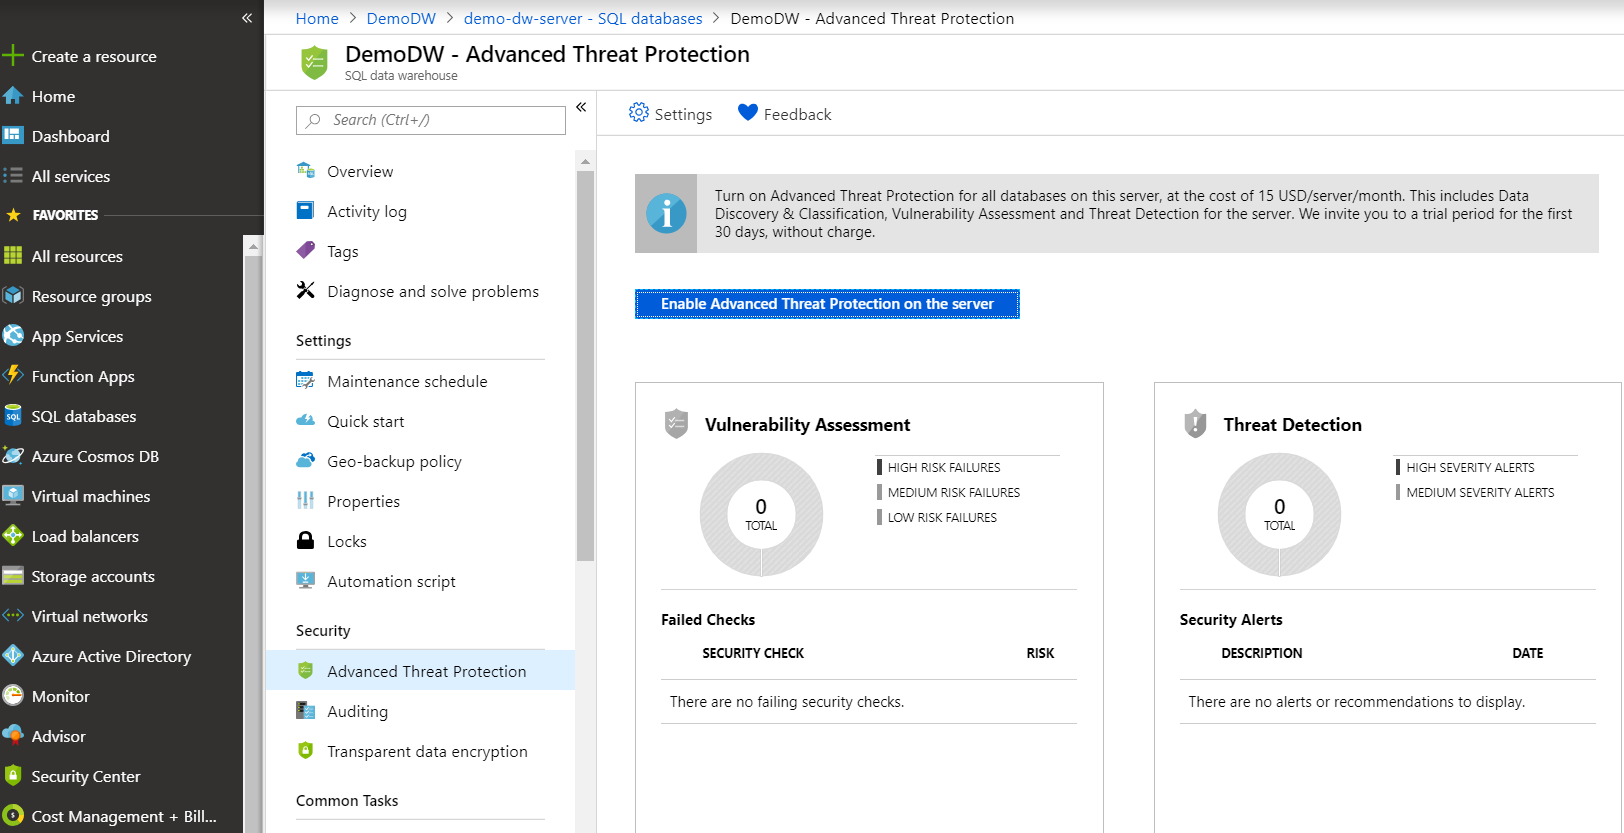 Home > DemoDW > demo-dw-server - SQL databases > DemoDW - Advanced Threat Protection
DemoDW - Advanced Threat Protection
SQL data warehouse
Create a resource
Home
Dashboard
All services
FAVORITES
All resources
Resource groups
App Services
Function Apps
SQL databases
Azure Cosmos DB
Virtual machines
Load balancers
Storage accounts
Virtual networks
Azure Active Directory
Monitor
Advisor
Security Center
Cost Management + Bill...
Search (Ctrl+/)
Overview
Activity log
Tags
Diagnose and solve problems
Settings
Maintenance schedule
Quick start
Geo-backup policy
Properties
Locks
Automation script
Security
Advanced Threat Protection
Auditing
Transparent data encryption
Common Tasks
Settings
Feedback
Turn on Advanced Threat Protection for all databases on this server, at the cost of 15 USD/server/month. This includes Data
Discovery & Classification, Vulnerability Assessment and Threat Detection for the server. We invite you to a trial period for the first
30 days, without charge.
Enable Advanced Threat Protection on the server
Vulnerability Assessment
0
TOTAL
HIGH RISK FAILURES
MEDIUM RISK FAILURES
LOW RISK FAILURES
Failed Checks
SECURITY CHECK RISK
There are no failing security checks.
Threat Detection
0
TOTAL
HIGH SEVERITY ALERTS
MEDIUM SEVERITY ALERTS
Security Alerts
DESCRIPTION DATE
There are no alerts or recommendations to display.